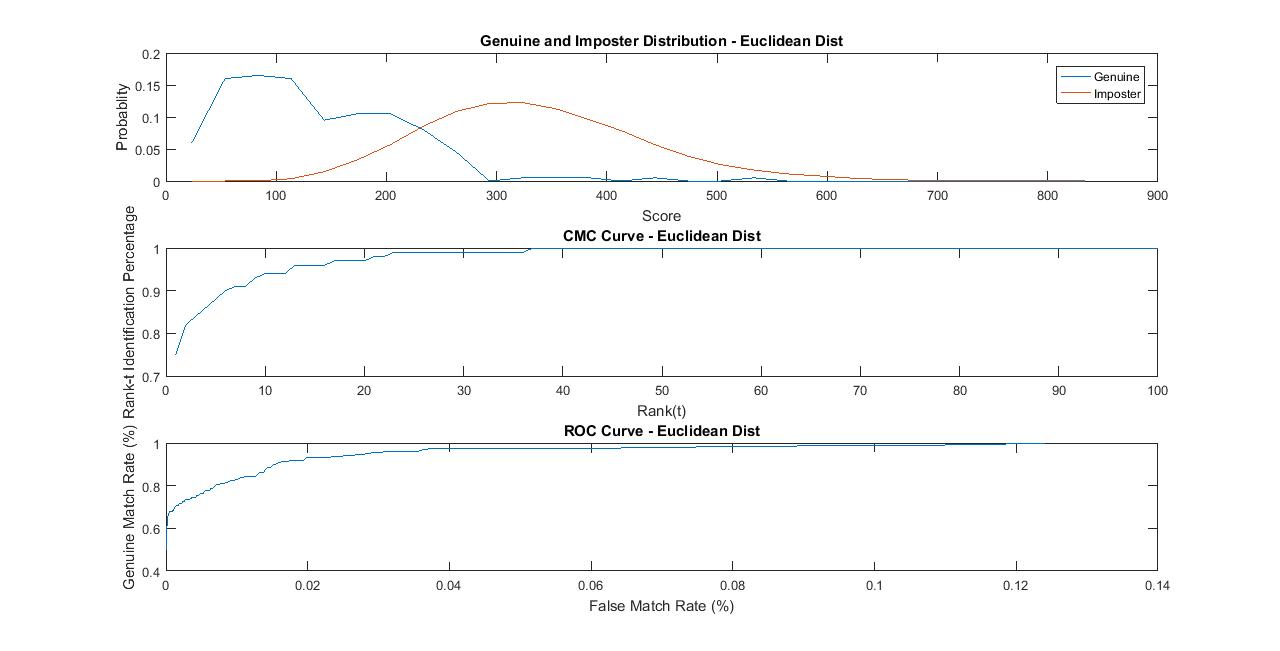 Genuine and Imposter Distribution - Euclidean Dist
Probablity
0.2
0.15
0.1
0.05
0
0 100 200 300 400 500 600 700 800 900
Score
Genuine
Imposter
CMC Curve - Euclidean Dist
Rank-t Identification Percentage
1
0.9
0.8
0.7
0 10 20 30 40 50 60 70 80 90 100
Rank(t)
ROC Curve - Euclidean Dist
Genuine Match Rate (%)
1
0.8
0.6
0.4
0 0.02 0.04 0.06 0.08 0.1 0.12 0.14
False Match Rate (%)